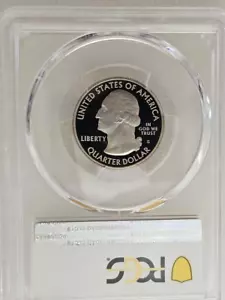 UNITED STATES OF AMERICA
LIBERTY
IN
GOD WE
TRUST
S
QUARTER DOLLAR
PCGS